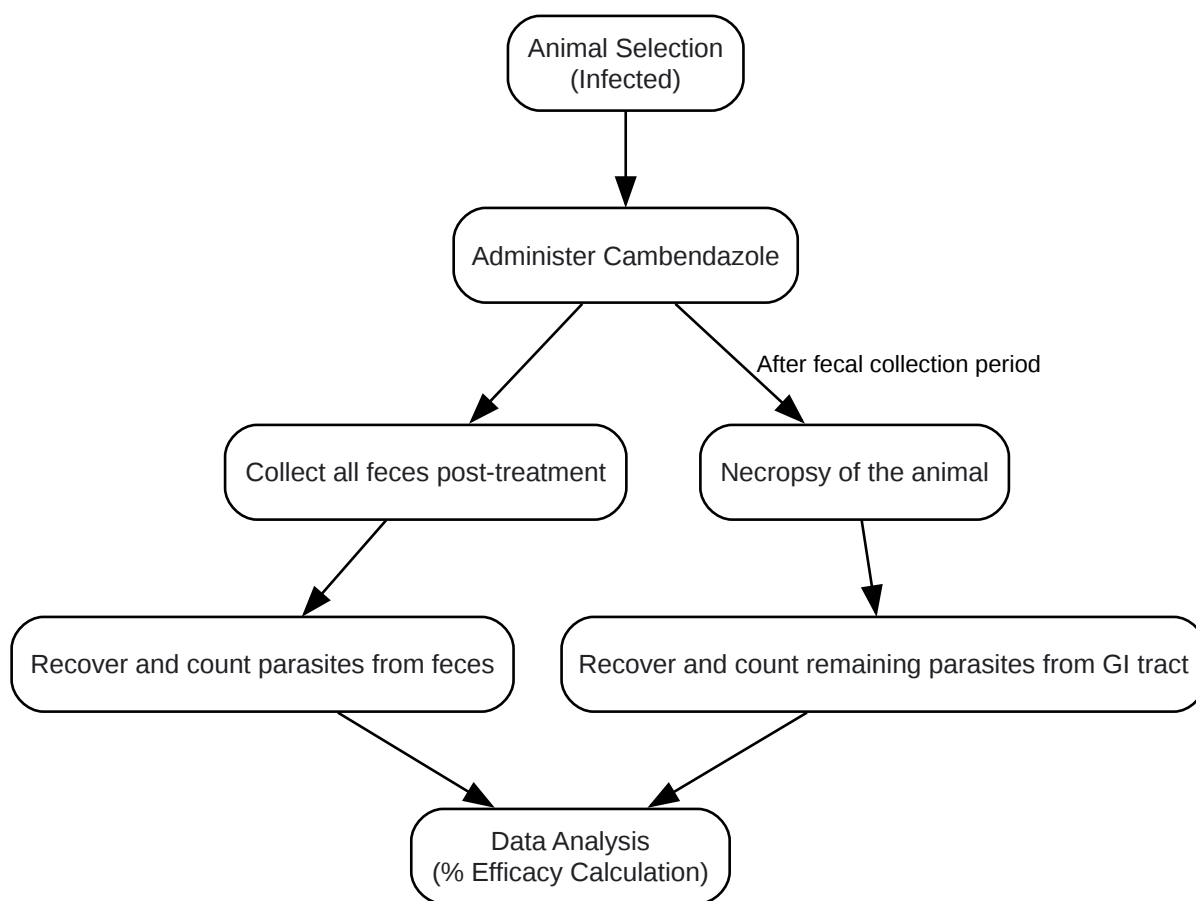 Animal Selection
(Infected)
Administer Cambendazole
After fecal collection period
Collect all feces post-treatment
Necropsy of the animal
Recover and count parasites from feces
Recover and count remaining parasites from GI tract
Data Analysis
(% Efficacy Calculation)